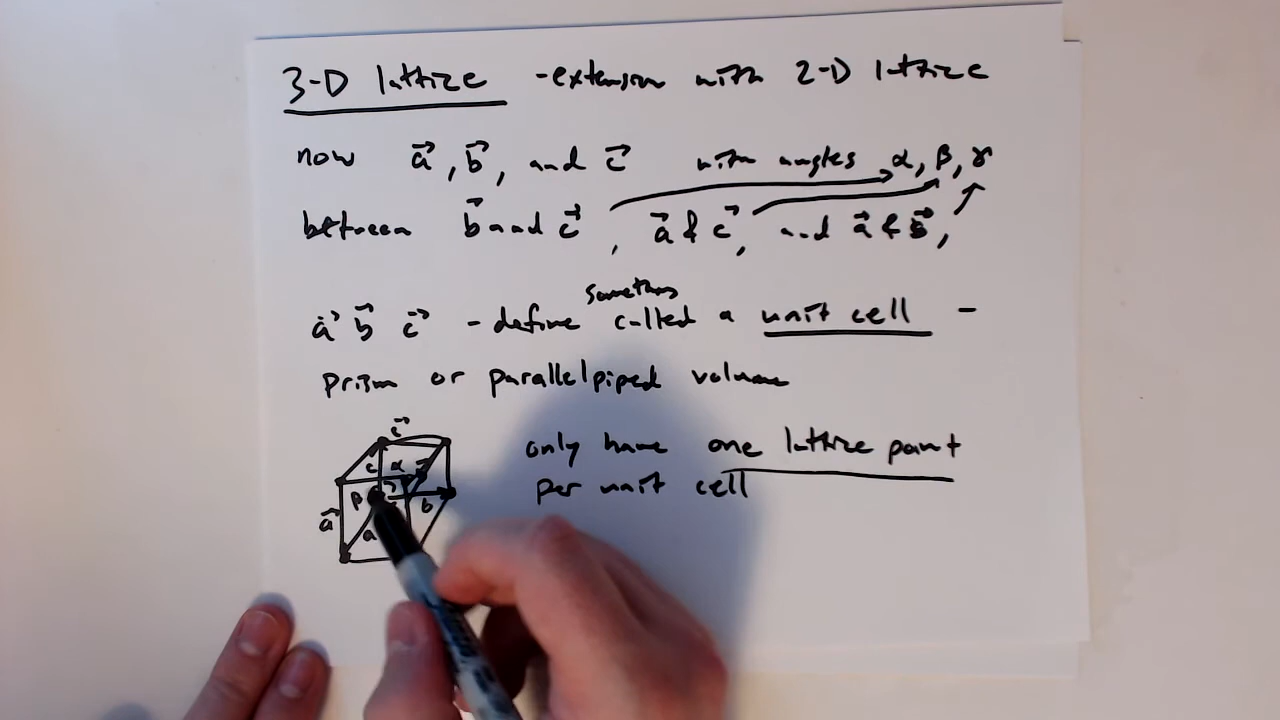 3-D lattice - extension with 2-D lattice
now a⃗, b⃗, and c⃗ with angles α, β, γ
between b⃗ and c⃗, a⃗ & c⃗, and a⃗ & b⃗,
something
a⃗ b⃗ c⃗ - define called a unit cell -
prism or parallelpiped volume
c⃗
only have one lattice point
c α
per unit cell
β b
a⃗
a